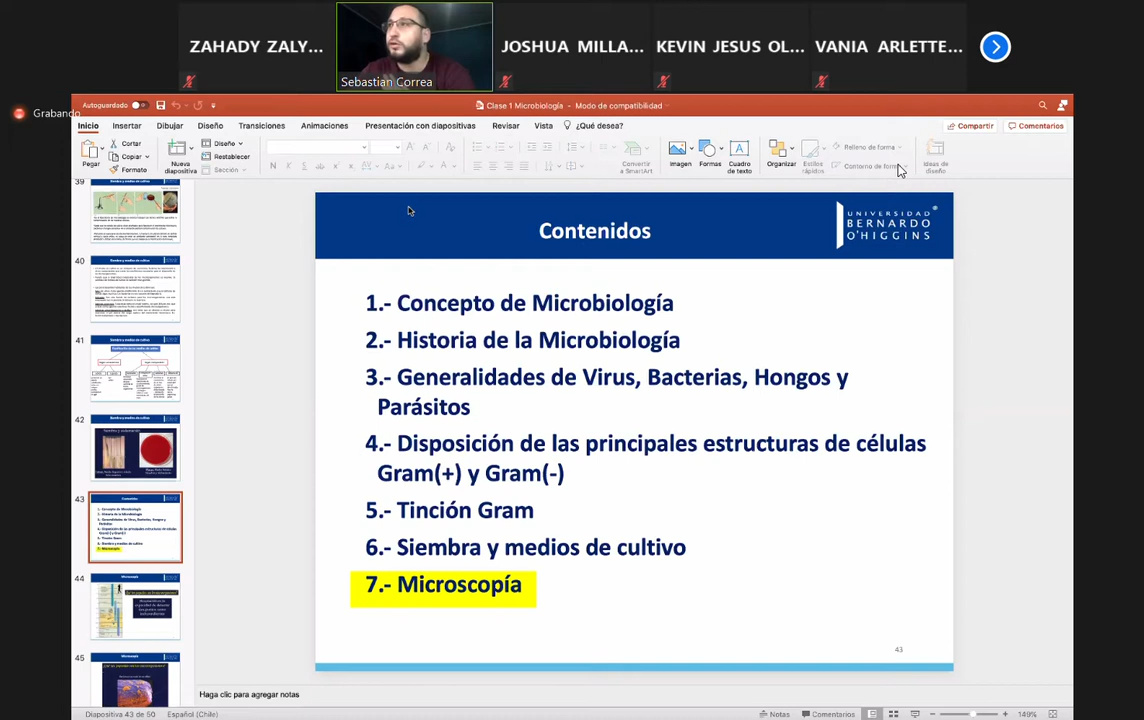 ZAHADY ZALY...
JOSHUA MILLA...
KEVIN JESUS OL...
VANIA ARLETTE...
Sebastian Correa
Grabando
Autoguardado
Clase 1 Microbiología - Modo de compatibilidad
Inicio Insertar Dibujar Diseño Transiciones Animaciones Presentación con diapositivas Revisar Vista ¿Qué desea?
Compartir Comentarios
Pegar
Cortar
Copiar
Formato
Nueva diapositiva
Diseño
Restablecer
Sección
N K S
Convertir a SmartArt
Imagen
Formas
Cuadro de texto
Organizar
Estilos rápidos
Relleno de forma
Contorno de forma
Ideas de diseño
39
40
41
42
43
44
45
Contenidos
UNIVERSIDAD
BERNARDO
O'HIGGINS
1.- Concepto de Microbiología
2.- Historia de la Microbiología
3.- Generalidades de Virus, Bacterias, Hongos y
Parásitos
4.- Disposición de las principales estructuras de células
Gram(+) y Gram(-)
5.- Tinción Gram
6.- Siembra y medios de cultivo
7.- Microscopía
43
Haga clic para agregar notas
Diapositiva 43 de 50 Español (Chile)
Notas Comentarios 149%